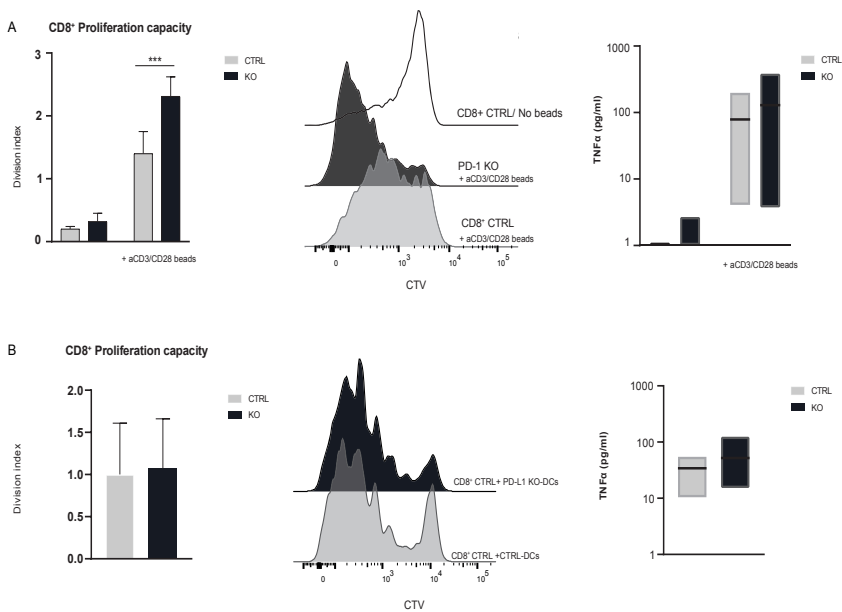 A
CD8⁺ Proliferation capacity
3
2
1
0
Division index
***
CTRL
KO
+ aCD3/CD28 beads
CD8+ CTRL/ No beads
PD-1 KO
+ aCD3/CD28 beads
CD8⁺ CTRL
+ aCD3/CD28 beads
0 10³ 10⁴ 10⁵
CTV
1000
100
10
1
TNFα (pg/ml)
CTRL
KO
+ aCD3/CD28 beads
B
CD8⁺ Proliferation capacity
2.0
1.5
1.0
0.5
0.0
Division index
CTRL
KO
CD8⁺ CTRL+ PD-L1 KO-DCs
CD8⁺ CTRL +CTRL-DCs
0 10³ 10⁴ 10⁵
CTV
1000
100
10
1
TNFα (pg/ml)
CTRL
KO